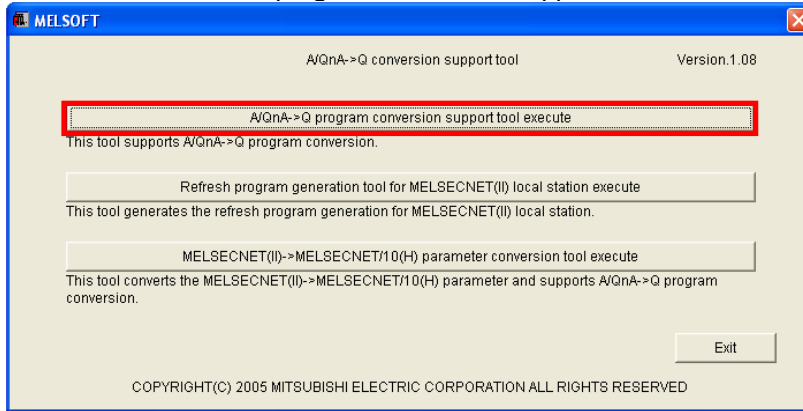 MELSOFT
A/QnA->Q conversion support tool Version.1.08
A/QnA->Q program conversion support tool execute
This tool supports A/QnA->Q program conversion.
Refresh program generation tool for MELSECNET(II) local station execute
This tool generates the refresh program generation for MELSECNET(II) local station.
MELSECNET(II)->MELSECNET/10(H) parameter conversion tool execute
This tool converts the MELSECNET(II)->MELSECNET/10(H) parameter and supports A/QnA->Q program
conversion.
Exit
COPYRIGHT(C) 2005 MITSUBISHI ELECTRIC CORPORATION ALL RIGHTS RESERVED